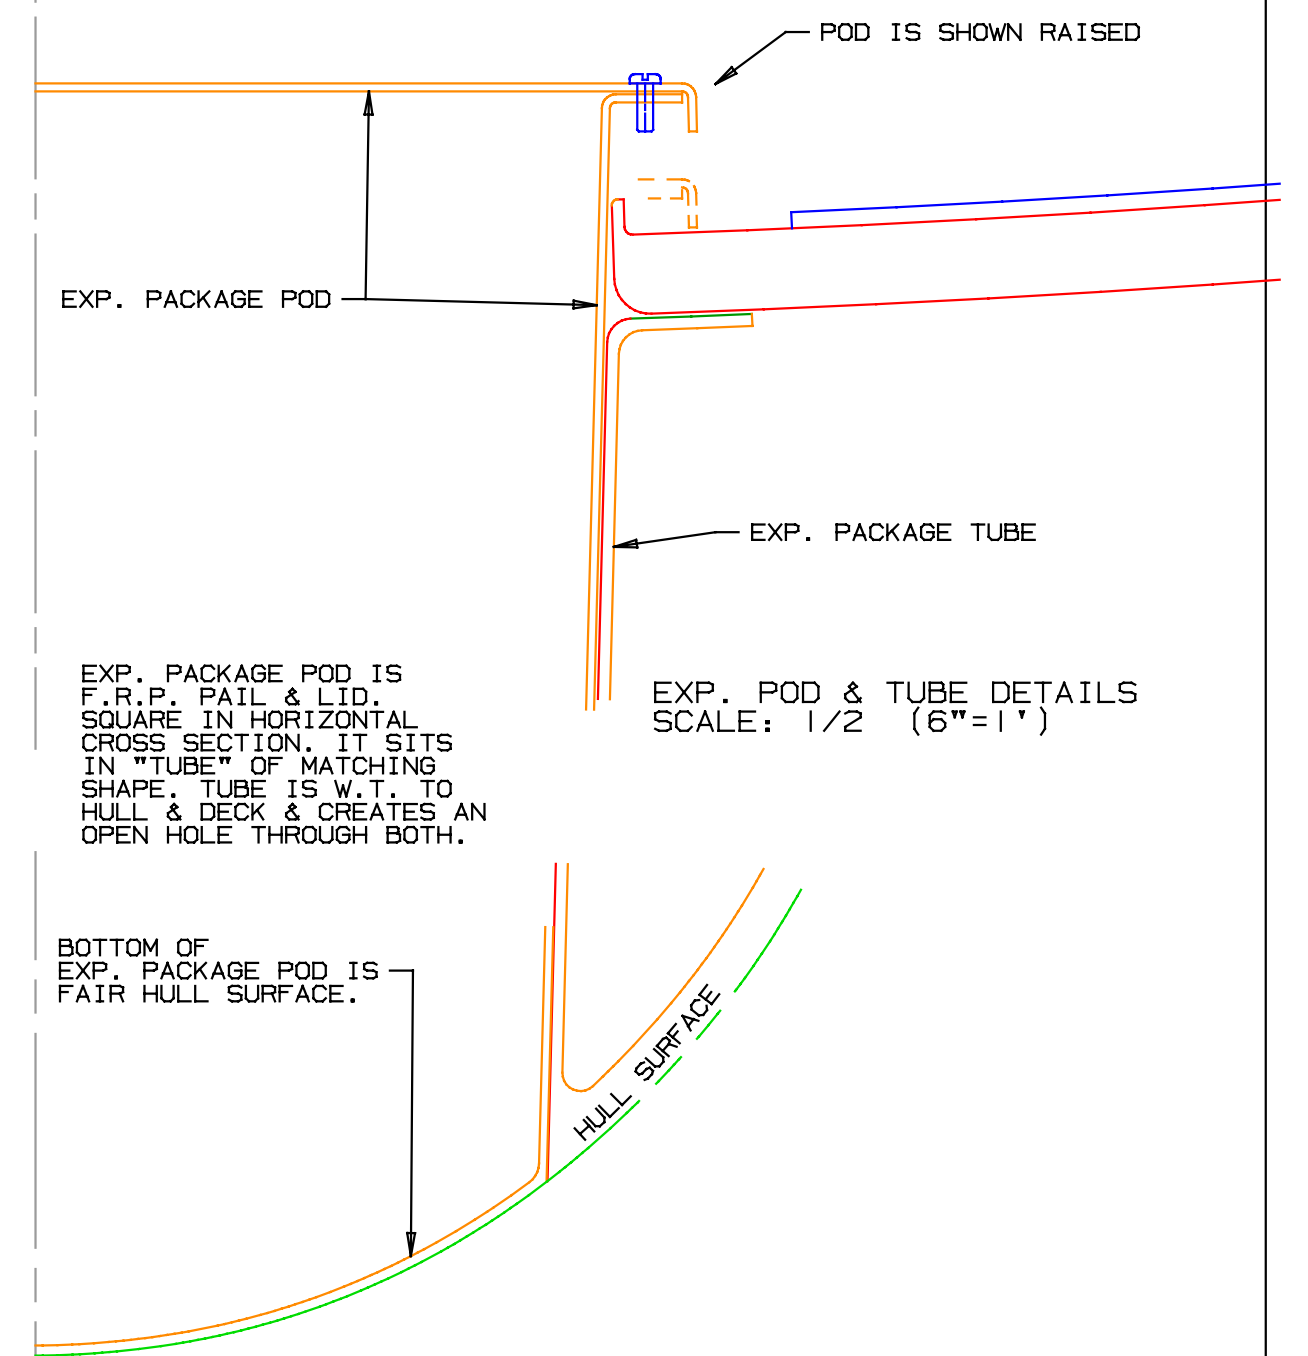 POD IS SHOWN RAISED
EXP. PACKAGE POD
EXP. PACKAGE TUBE
EXP. PACKAGE POD IS
F.R.P. PAIL & LID.
SQUARE IN HORIZONTAL
CROSS SECTION. IT SITS
IN "TUBE" OF MATCHING
SHAPE. TUBE IS W.T. TO
HULL & DECK & CREATES AN
OPEN HOLE THROUGH BOTH.
EXP. POD & TUBE DETAILS
SCALE: 1/2 (6"=1')
BOTTOM OF
EXP. PACKAGE POD IS
FAIR HULL SURFACE.
HULL SURFACE